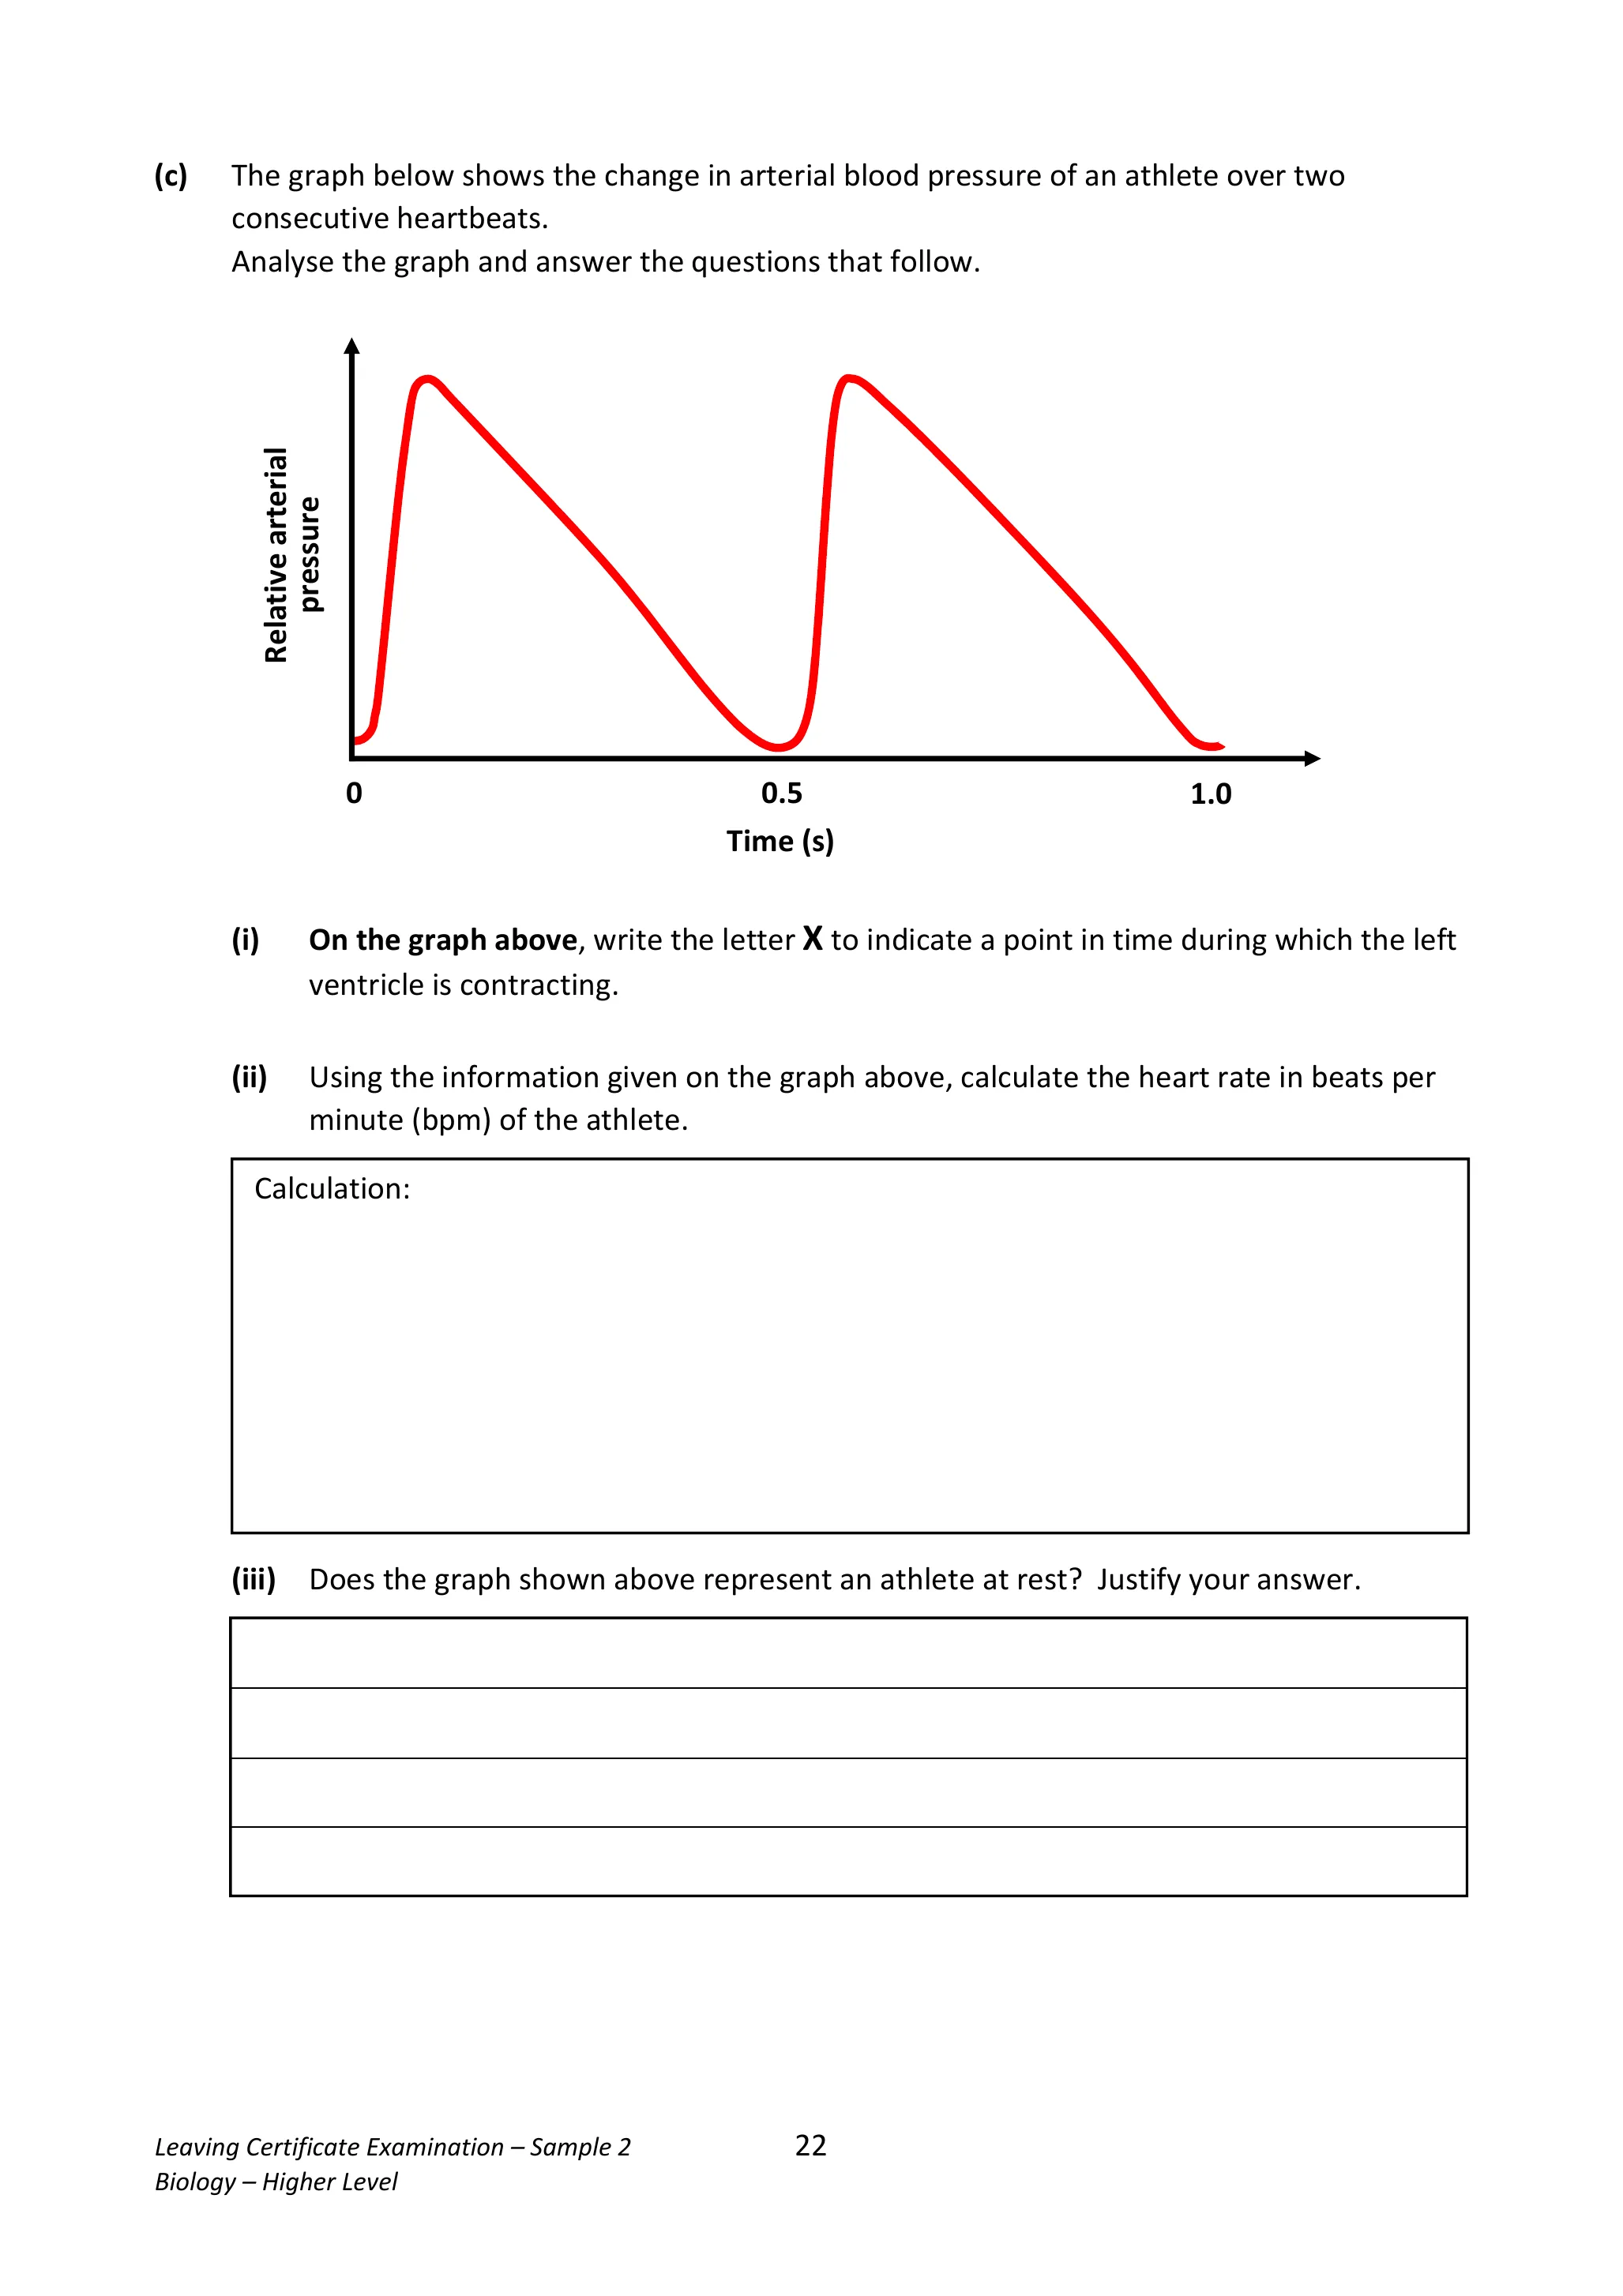 (c) The graph below shows the change in arterial blood pressure of an athlete over two
consecutive heartbeats.
Analyse the graph and answer the questions that follow.
Relative arterial
pressure
0 0.5 1.0
Time (s)
(i) On the graph above, write the letter X to indicate a point in time during which the left
ventricle is contracting.
(ii) Using the information given on the graph above, calculate the heart rate in beats per
minute (bpm) of the athlete.
Calculation:
(iii) Does the graph shown above represent an athlete at rest? Justify your answer.
Leaving Certificate Examination – Sample 2 22
Biology – Higher Level